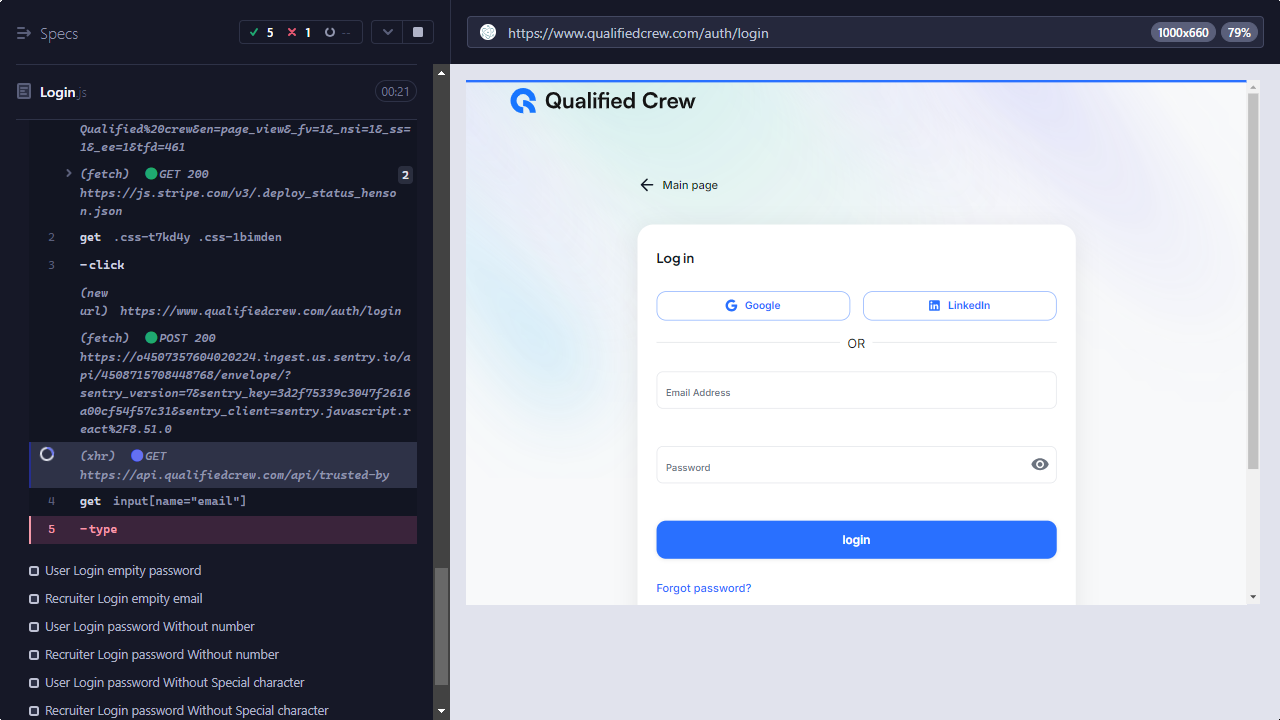 Specs
5
1
--
Login.js
00:21
Qualified%20crew&en=page_view&_fv=1&_nsi=1&_ss=
1&_ee=1&tfd=461
(fetch) GET 200
2
https://js.stripe.com/v3/.deploy_status_henso
n.json
2 get .css-t7kd4y .css-1bimden
3 -click
(new
url) https://www.qualifiedcrew.com/auth/login
(fetch) POST 200
https://o4507357604020224.ingest.us.sentry.io/a
pi/4508715708448768/envelope/?
sentry_version=7&sentry_key=3d2f75339c3047f2616
a00cf54f57c31&sentry_client=sentry.javascript.r
eact%2F8.51.0
(xhr) GET
https://api.qualifiedcrew.com/api/trusted-by
4 get input[name="email"]
5 -type
User Login empity password
Recruiter Login empity email
User Login password Without number
Recruiter Login password Without number
User Login password Without Special character
Recruiter Login password Without Special character
https://www.qualifiedcrew.com/auth/login
1000x660
79%
Qualified Crew
Main page
Log in
Google
LinkedIn
OR
Email Address
Password
login
Forgot password?